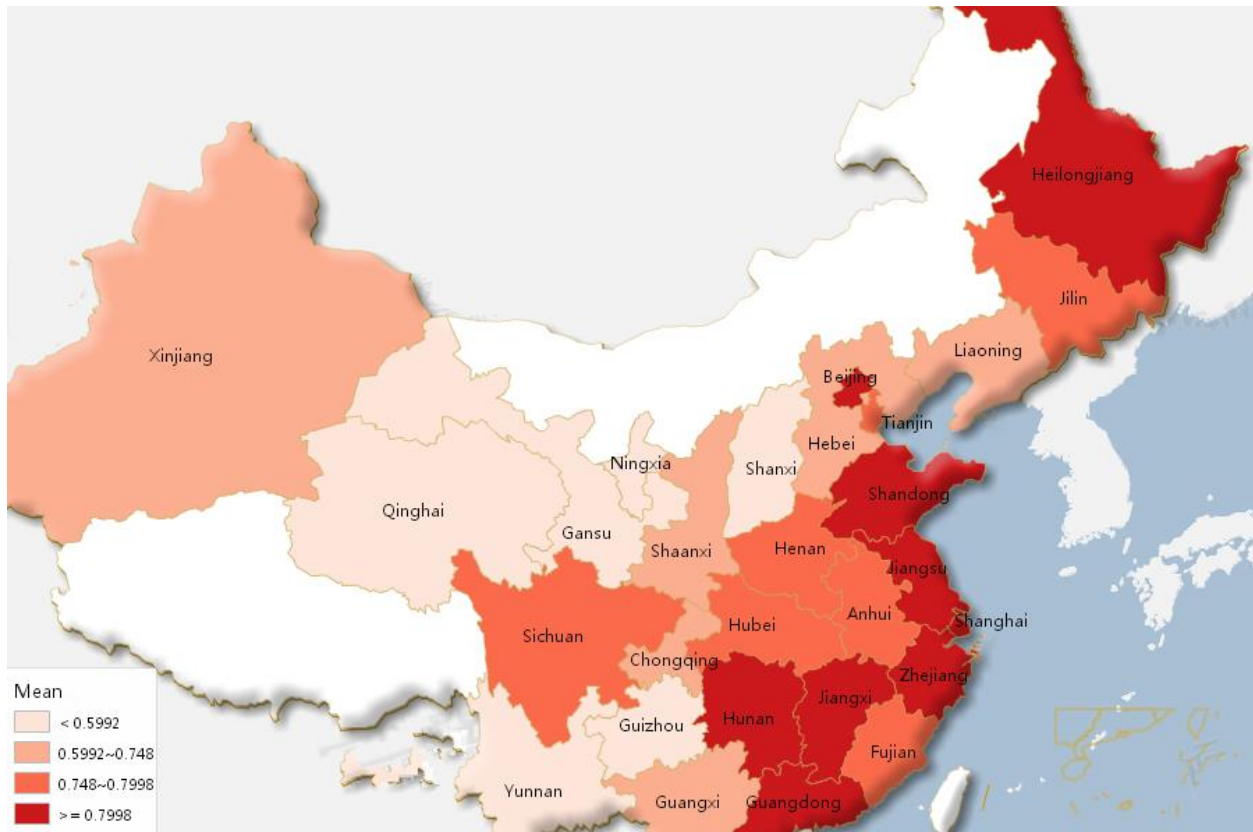 Heilongjiang
Jilin
Xinjiang
Liaoning
Beijing
Tianjin
Hebei
Ningxia
Shanxi
Shandong
Qinghai
Gansu
Shaanxi
Henan
Jiangsu
Anhui
Shanghai
Hubei
Sichuan
Chongqing
Zhejiang
Jiangxi
Hunan
Guizhou
Fujian
Yunnan
Guangxi
Guangdong
Mean
< 0.5992
0.5992~0.748
0.748~0.7998
>= 0.7998